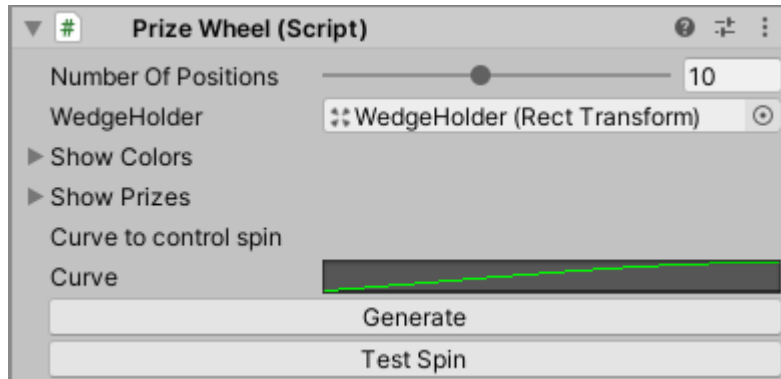 # Prize Wheel (Script)
Number Of Positions 10
WedgeHolder WedgeHolder (Rect Transform)
Show Colors
Show Prizes
Curve to control spin
Curve
Generate
Test Spin